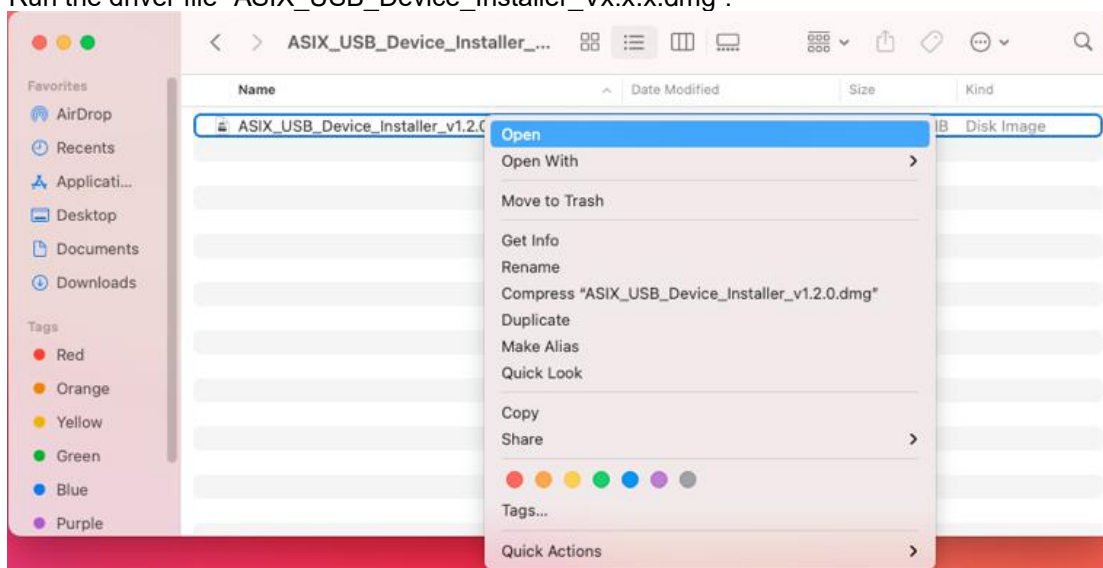 Run the driver file "ASIX_USB_Device_Installer_vx.x.x.dmg".
ASIX_USB_Device_Installer_...
Favorites
AirDrop
Recents
Applicati...
Desktop
Documents
Downloads
Tags
Red
Orange
Yellow
Green
Blue
Purple
Name
Date Modified
Size
Kind
ASIX_USB_Device_Installer_v1.2.0
Disk Image
Open
Open With
Move to Trash
Get Info
Rename
Compress "ASIX_USB_Device_Installer_v1.2.0.dmg"
Duplicate
Make Alias
Quick Look
Copy
Share
Tags...
Quick Actions